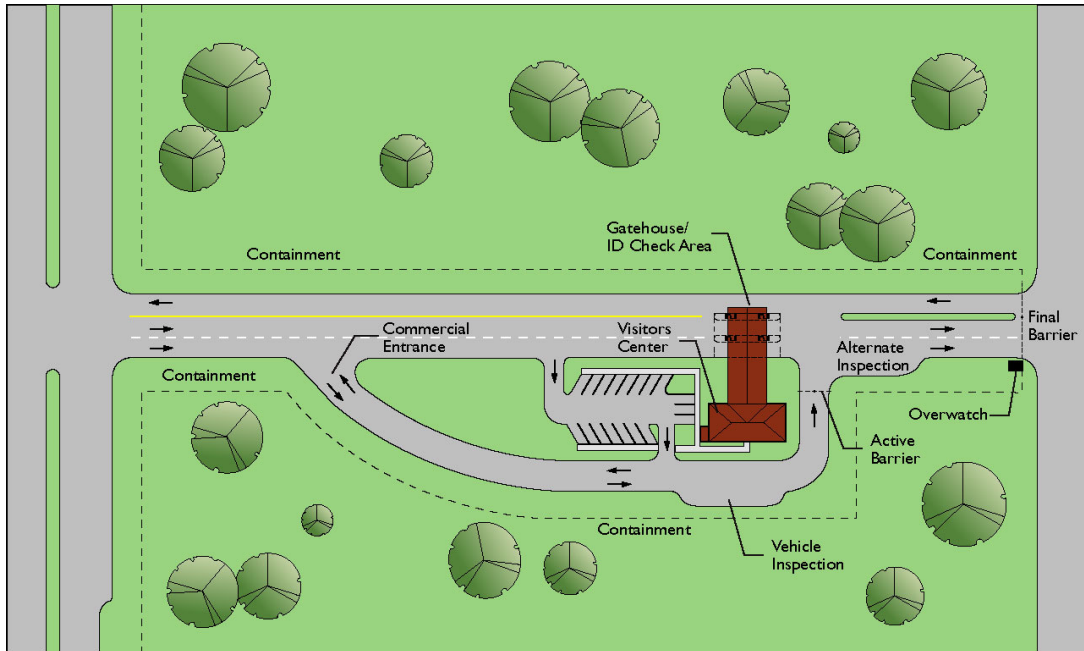 Gatehouse/
ID Check Area
Containment
Containment
Commercial
Entrance
Visitors
Center
Final
Barrier
Alternate
Inspection
Containment
Overwatch
Active
Barrier
Containment
Vehicle
Inspection